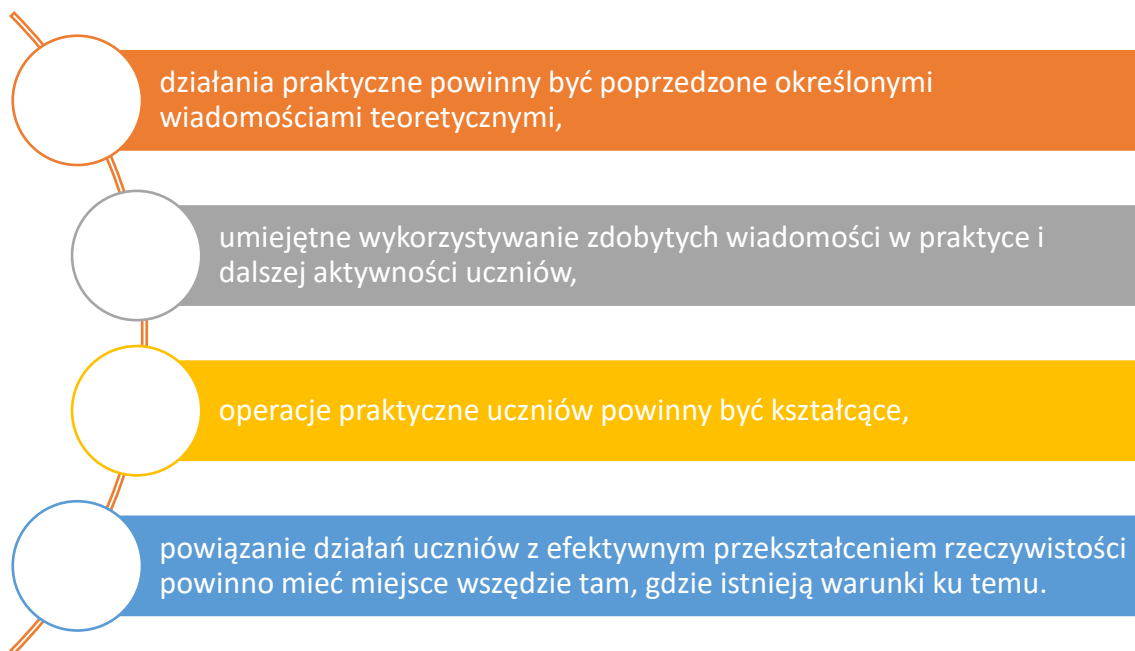 działania praktyczne powinny być poprzedzone określonymi
wiadomościami teoretycznymi,
umiejętne wykorzystywanie zdobytych wiadomości w praktyce i
dalszej aktywności uczniów,
operacje praktyczne uczniów powinny być kształcące,
powiązanie działań uczniów z efektywnym przekształceniem rzeczywistości
powinno mieć miejsce wszędzie tam, gdzie istnieją warunki ku temu.